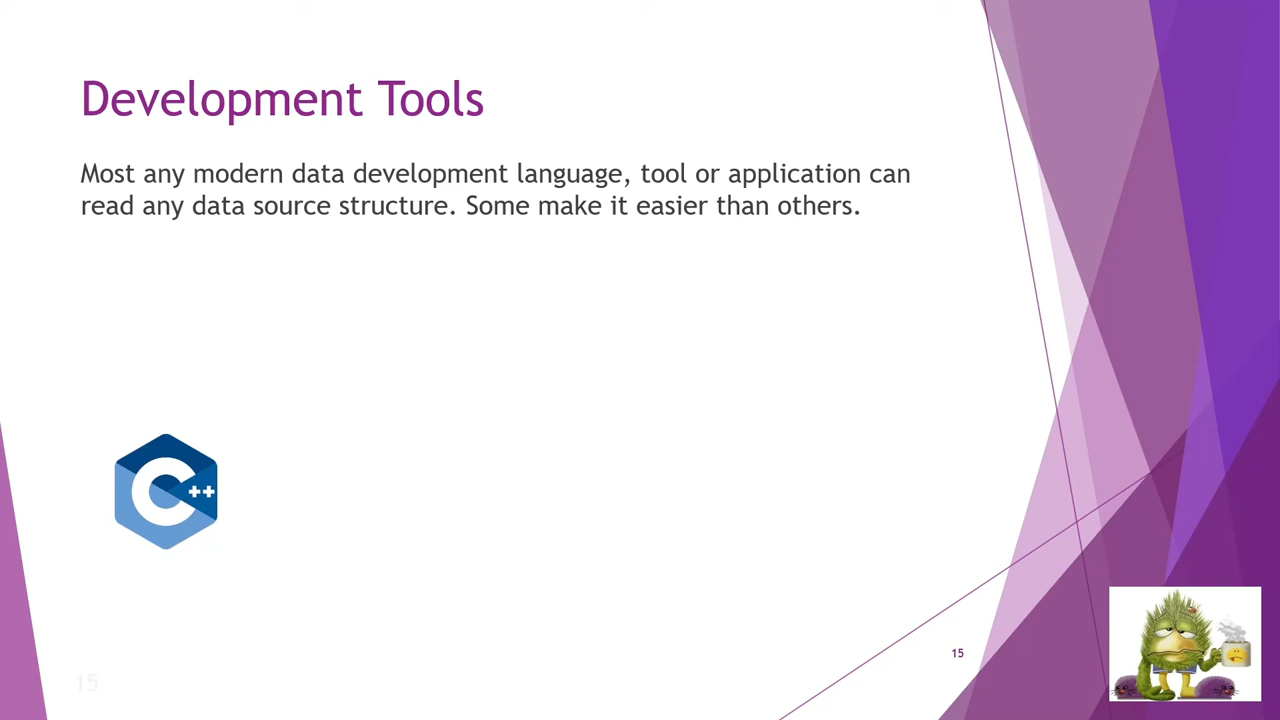 Development Tools
Most any modern data development language, tool or application can
read any data source structure. Some make it easier than others.
C++
15
15